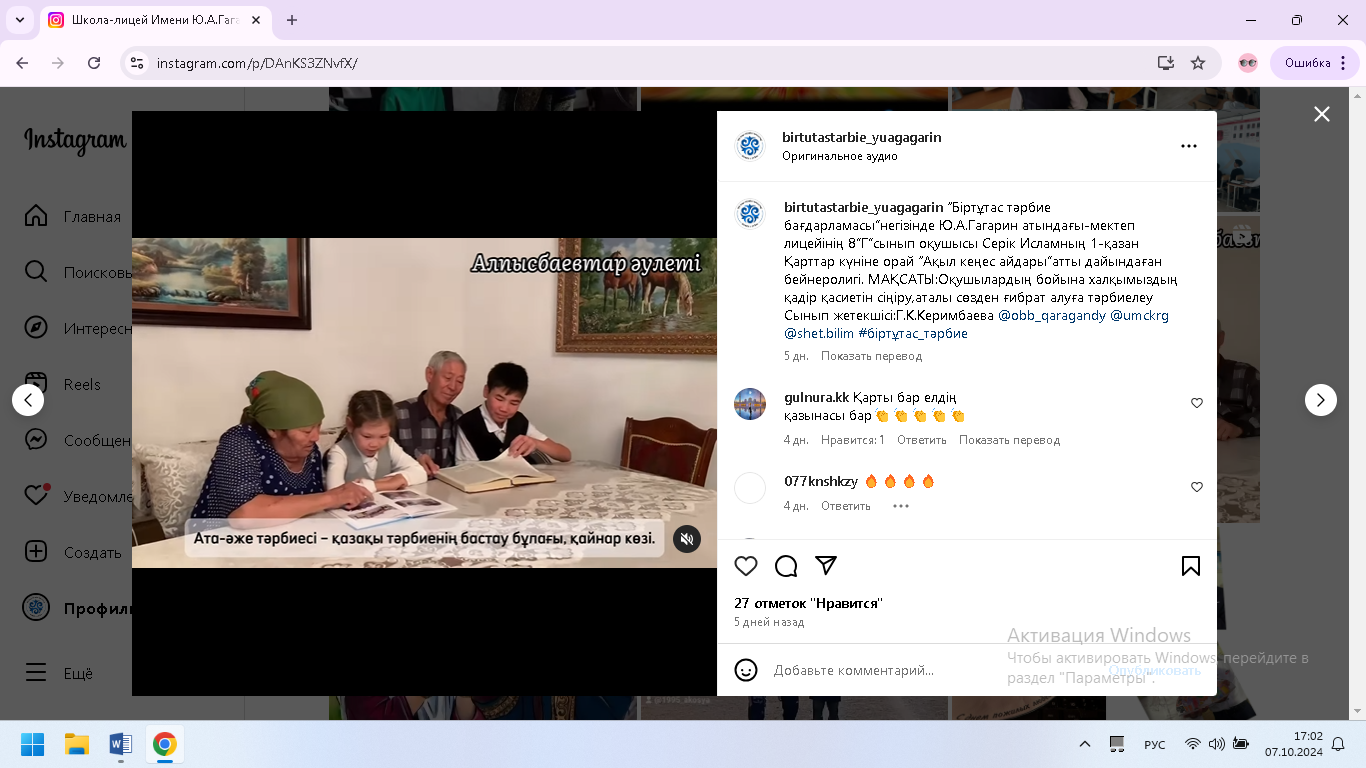 Школа-лицей Имени Ю.А.Гага
instagram.com/p/DAnKS3ZNvfX/
Ошибка
Instagram
Главная
Поисковы
Интересн
Reels
Сообщен
Уведомле
Создать
Профиль
Ещё
Алпысбаевтар әулеті
Ата-әже тәрбиесі – қазақы тәрбиенің бастау бұлағы, қайнар көзі.
birtutastarbie_yuagagarin
Оригинальное аудио
birtutastarbie_yuagagarin "Біртұтас тәрбие
бағдарламасы"негізінде Ю.А.Гагарин атындағы-мектеп
лицейінің 8"Г"сынып оқушысы Серік Исламның 1-қазан
Қарттар күніне орай "Ақыл кеңес айдары"атты дайындаған
бейнеролигі. МАҚСАТЫ:Оқушылардың бойына халқымыздың
қадір қасиетін сіңіру,аталы сөзден ғибрат алуға тәрбиелеу
Сынып жетекшісі:Г.К.Керимбаева @obb_qaragandy @umckrg
@shet.bilim #біртұтас_тәрбие
5 дн. Показать перевод
gulnura.kk Қарты бар елдің
қазынасы бар👏👏👏👏👏
4 дн. Нравится: 1 Ответить Показать перевод
077knshkzy 🔥🔥🔥🔥
4 дн. Ответить
27 отметок "Нравится"
5 дней назад
Добавьте комментарий...
Опубликовать
Активация Windows
Чтобы активировать Windows, перейдите в
раздел "Параметры".
РУС
17:02
07.10.2024